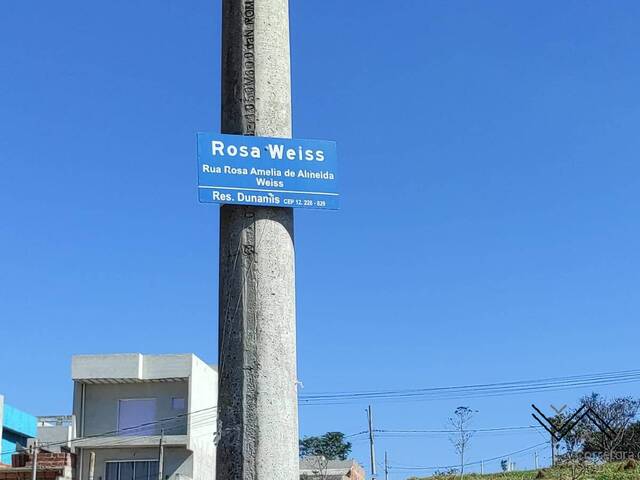 Rosa Weiss
Rua Rosa Amelia de Almeida
Weiss
Res. Dunamis CEP 12. 228 - 829